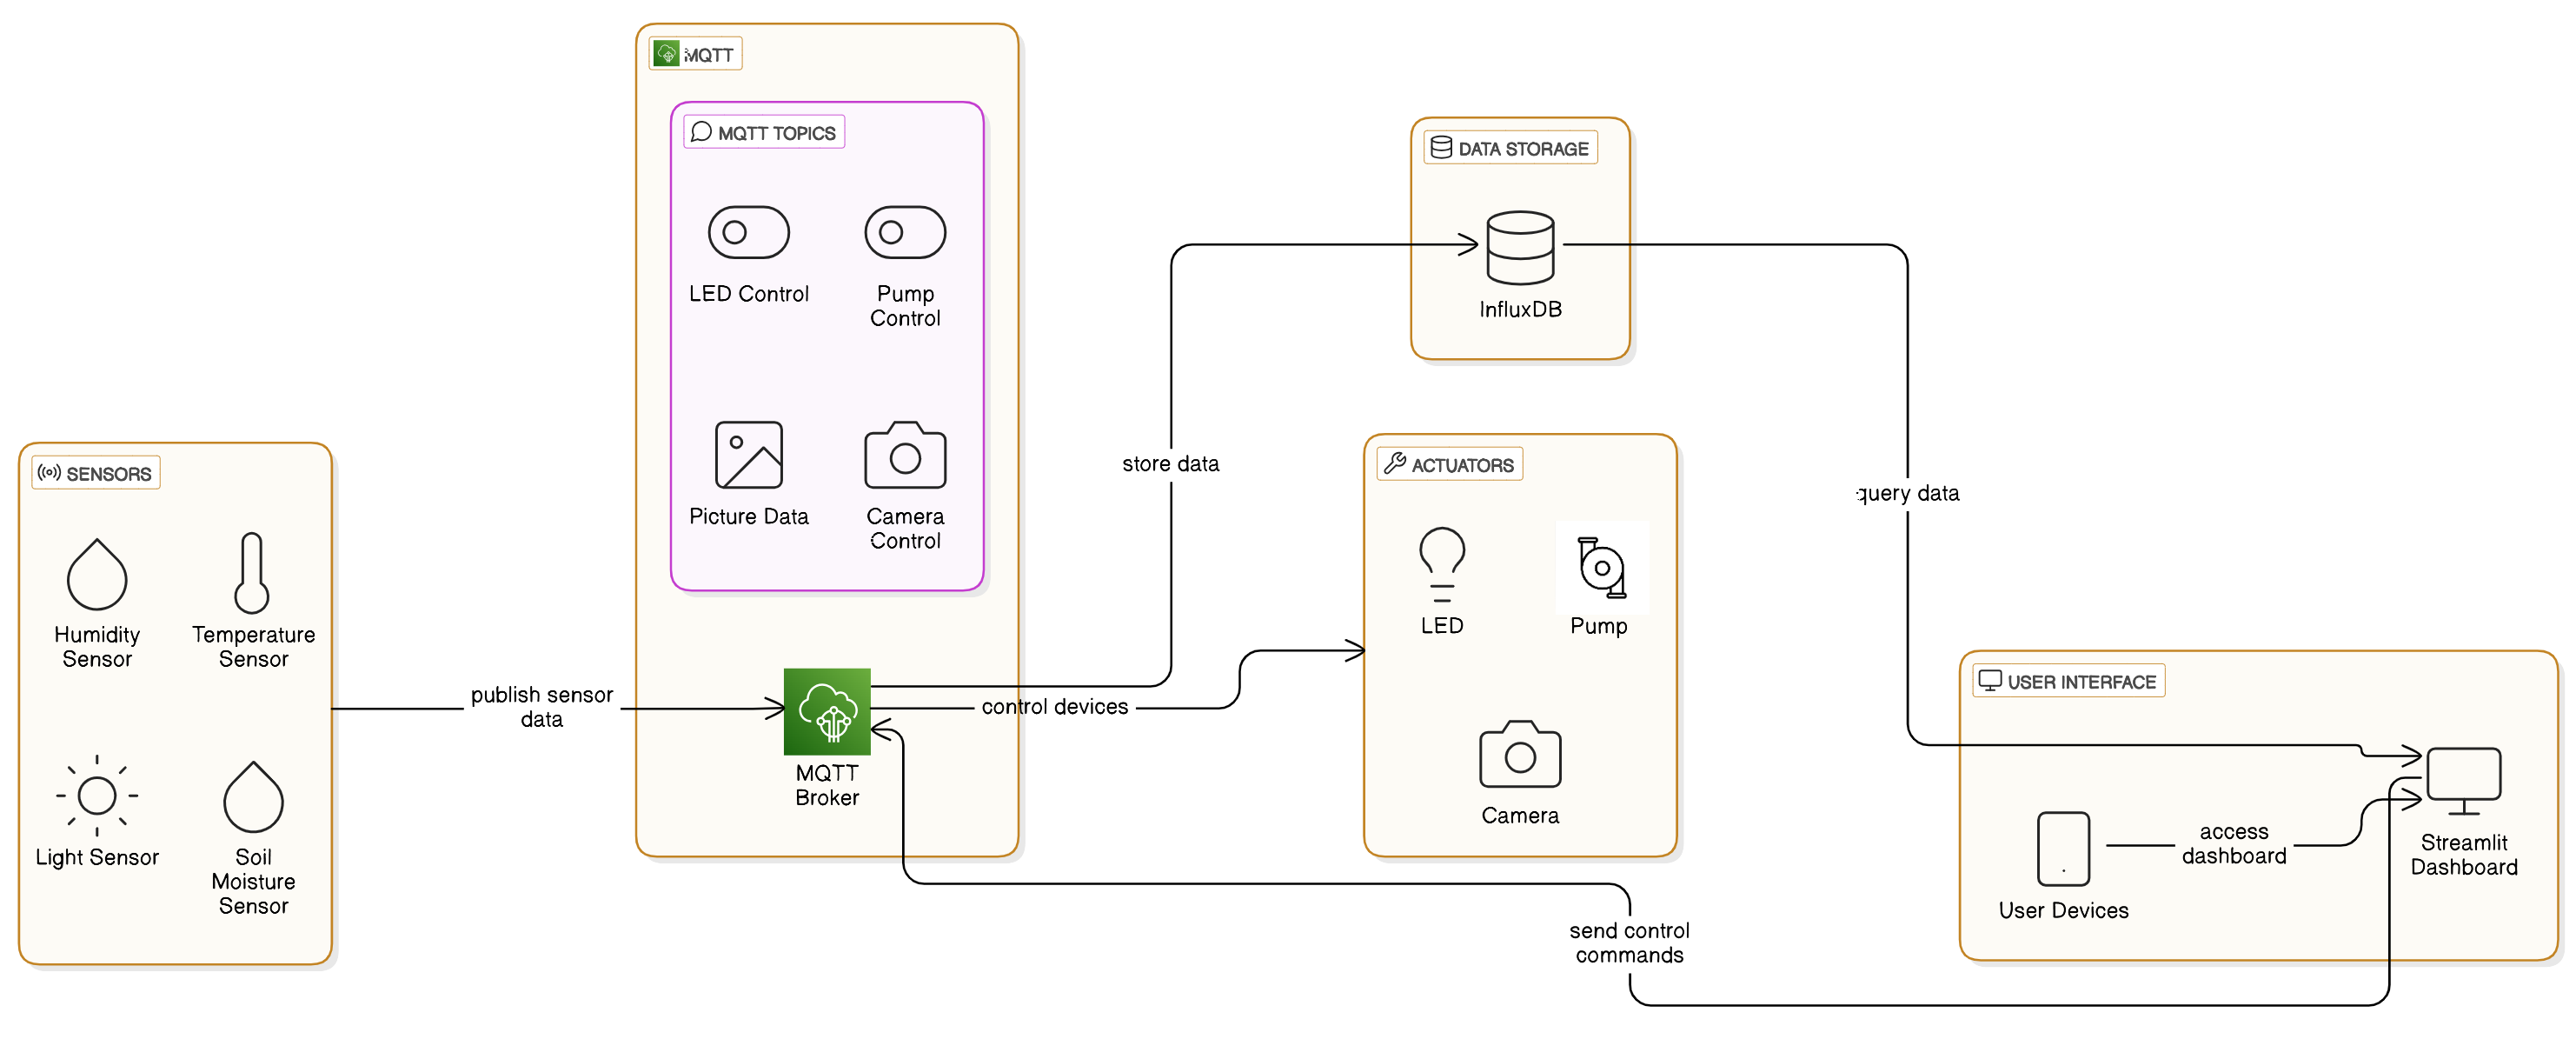 MQTT
MQTT TOPICS
LED Control
Pump
Control
Picture Data
Camera
Control
MQTT
Broker
SENSORS
Humidity
Sensor
Temperature
Sensor
Light Sensor
Soil
Moisture
Sensor
publish sensor
data
store data
control devices
DATA STORAGE
InfluxDB
ACTUATORS
LED
Pump
Camera
query data
send control
commands
USER INTERFACE
User Devices
access
dashboard
Streamlit
Dashboard